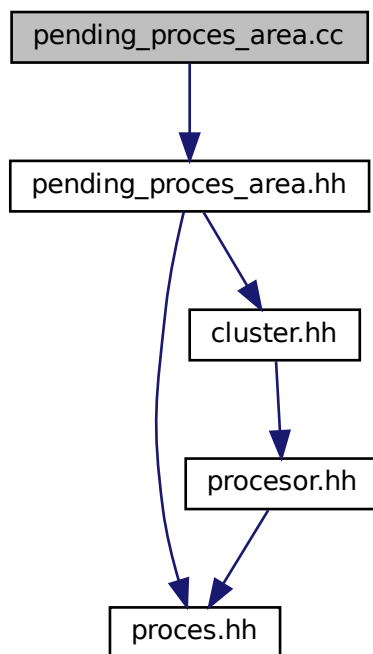 pending_proces_area.cc
pending_proces_area.hh
cluster.hh
procesor.hh
proces.hh